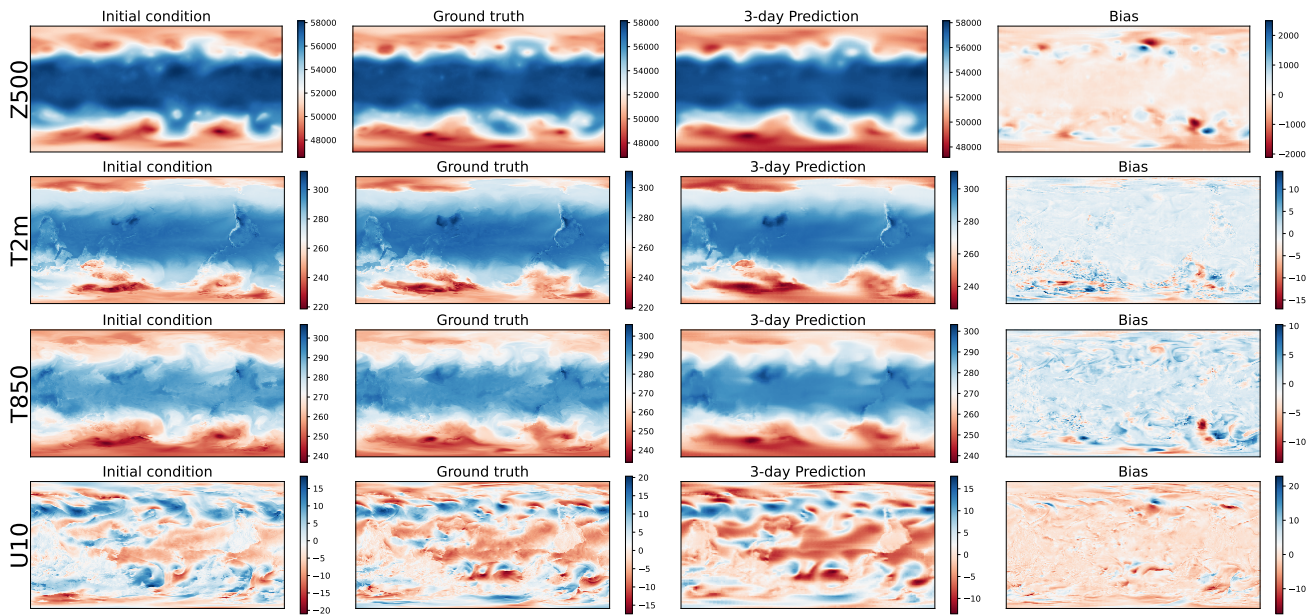 Initial condition Ground truth 3-day Prediction Bias
Z500
58000 56000 54000 52000 50000 48000
58000 56000 54000 52000 50000 48000
58000 56000 54000 52000 50000 48000
2000 1000 0 −1000 −2000
Initial condition Ground truth 3-day Prediction Bias
T2m
300 280 260 240 220
300 280 260 240 220
300 280 260 240
10 5 0 −5 −10 −15
Initial condition Ground truth 3-day Prediction Bias
T850
300 290 280 270 260 250 240
300 290 280 270 260 250 240
300 290 280 270 260 250 240
10 5 0 −5 −10
Initial condition Ground truth 3-day Prediction Bias
U10
15 10 5 0 −5 −10 −15 −20
20 15 10 5 0 −5 −10 −15
15 10 5 0 −5 −10
20 10 0 −10